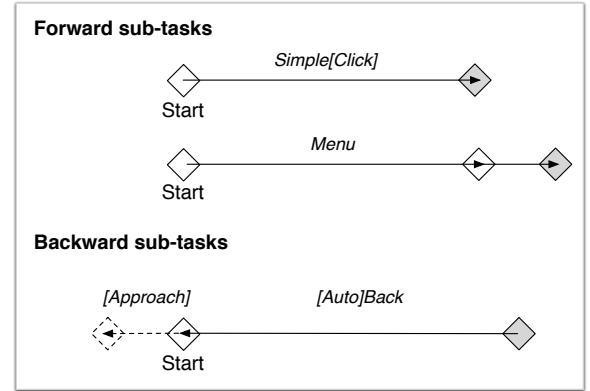 Forward sub-tasks
Simple[Click]
Start
Menu
Start
Backward sub-tasks
[Approach] [Auto]Back
Start